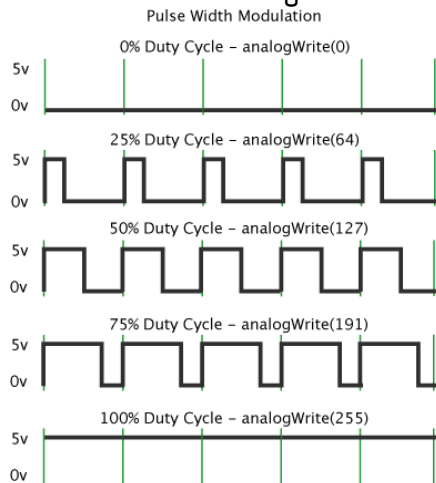 Pulse Width Modulation
0% Duty Cycle – analogWrite(0)
5v
0v
25% Duty Cycle – analogWrite(64)
5v
0v
50% Duty Cycle – analogWrite(127)
5v
0v
75% Duty Cycle – analogWrite(191)
5v
0v
100% Duty Cycle – analogWrite(255)
5v
0v